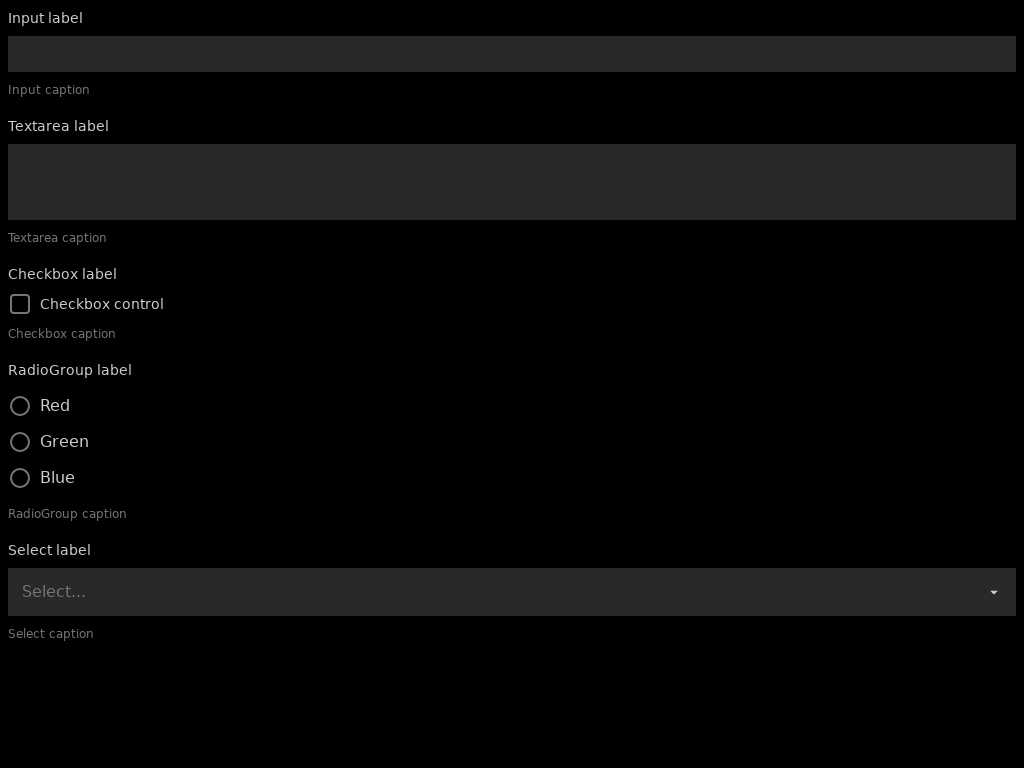 Input label
Input caption
Textarea label
Textarea caption
Checkbox label
Checkbox control
Checkbox caption
RadioGroup label
Red
Green
Blue
RadioGroup caption
Select label
Select...
Select caption